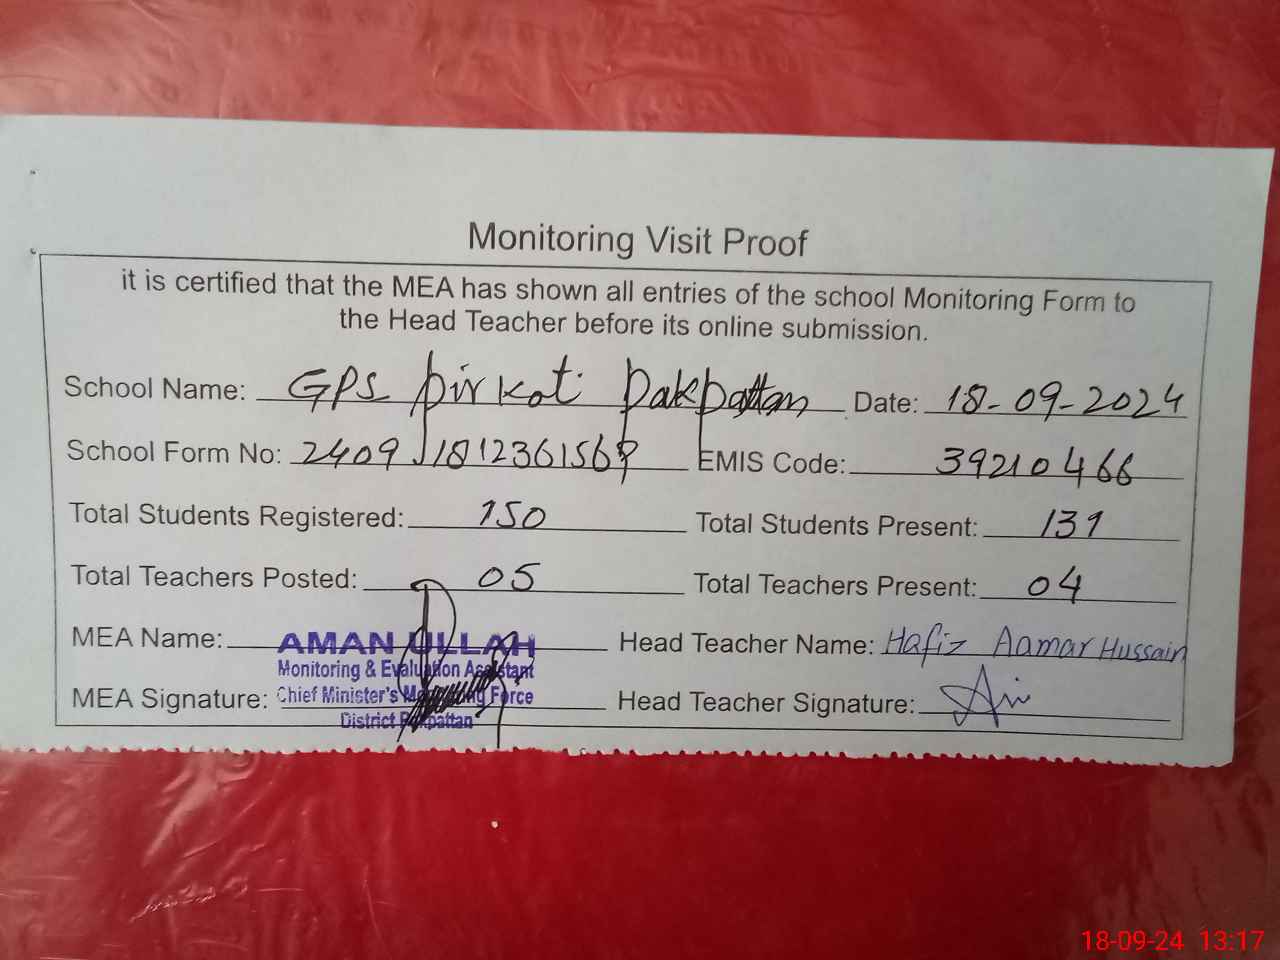 Monitoring Visit Proof
it is certified that the MEA has shown all entries of the school Monitoring Form to
the Head Teacher before its online submission.
School Name: GPS pirkot pakpattan Date: 18-09-2024
School Form No: 2409 1812361568 EMIS Code: 39210466
Total Students Registered: 150 Total Students Present: 131
Total Teachers Posted: 05 Total Teachers Present: 04
MEA Name: AMAN ULLAH Head Teacher Name: Hafiz Aamar Hussain
Monitoring & Evaluation Assistant
MEA Signature: Chief Minister's Monitoring Force Head Teacher Signature:
District Pakpattan
18-09-24 13:17